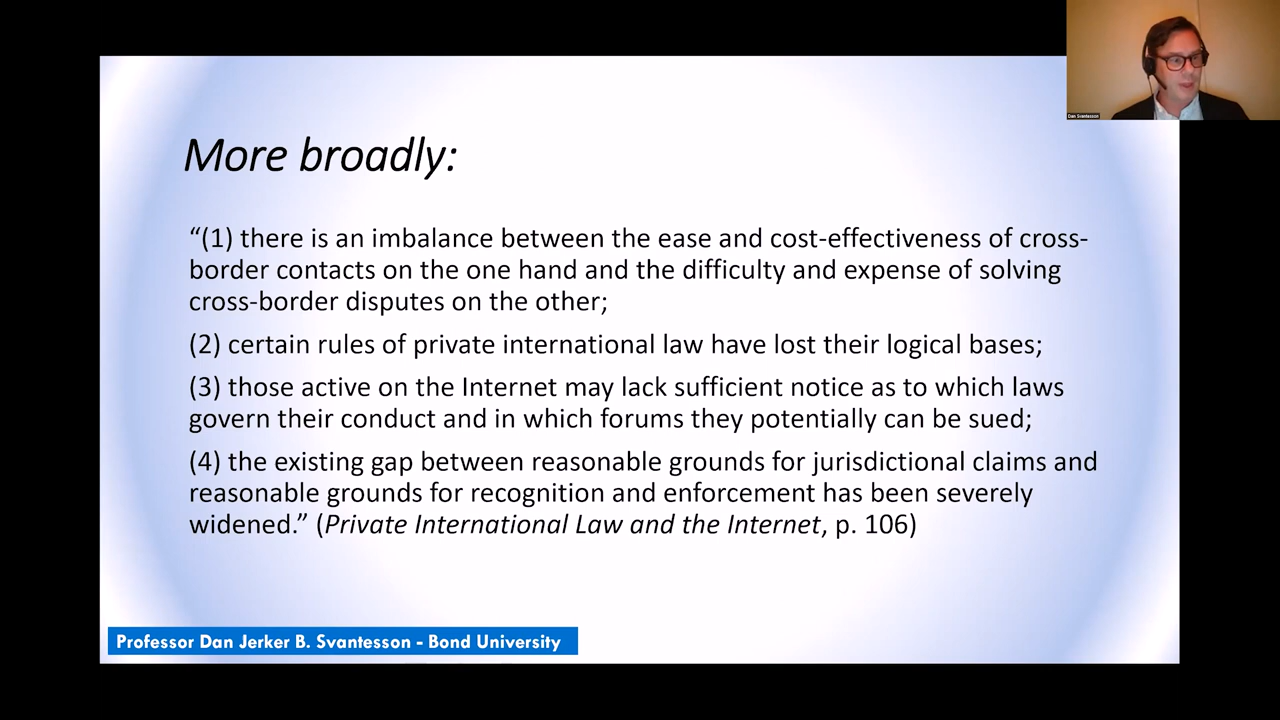 Dan Svantesson
More broadly:
“(1) there is an imbalance between the ease and cost-effectiveness of cross-
border contacts on the one hand and the difficulty and expense of solving
cross-border disputes on the other;
(2) certain rules of private international law have lost their logical bases;
(3) those active on the Internet may lack sufficient notice as to which laws
govern their conduct and in which forums they potentially can be sued;
(4) the existing gap between reasonable grounds for jurisdictional claims and
reasonable grounds for recognition and enforcement has been severely
widened.” (Private International Law and the Internet, p. 106)
Professor Dan Jerker B. Svantesson - Bond University